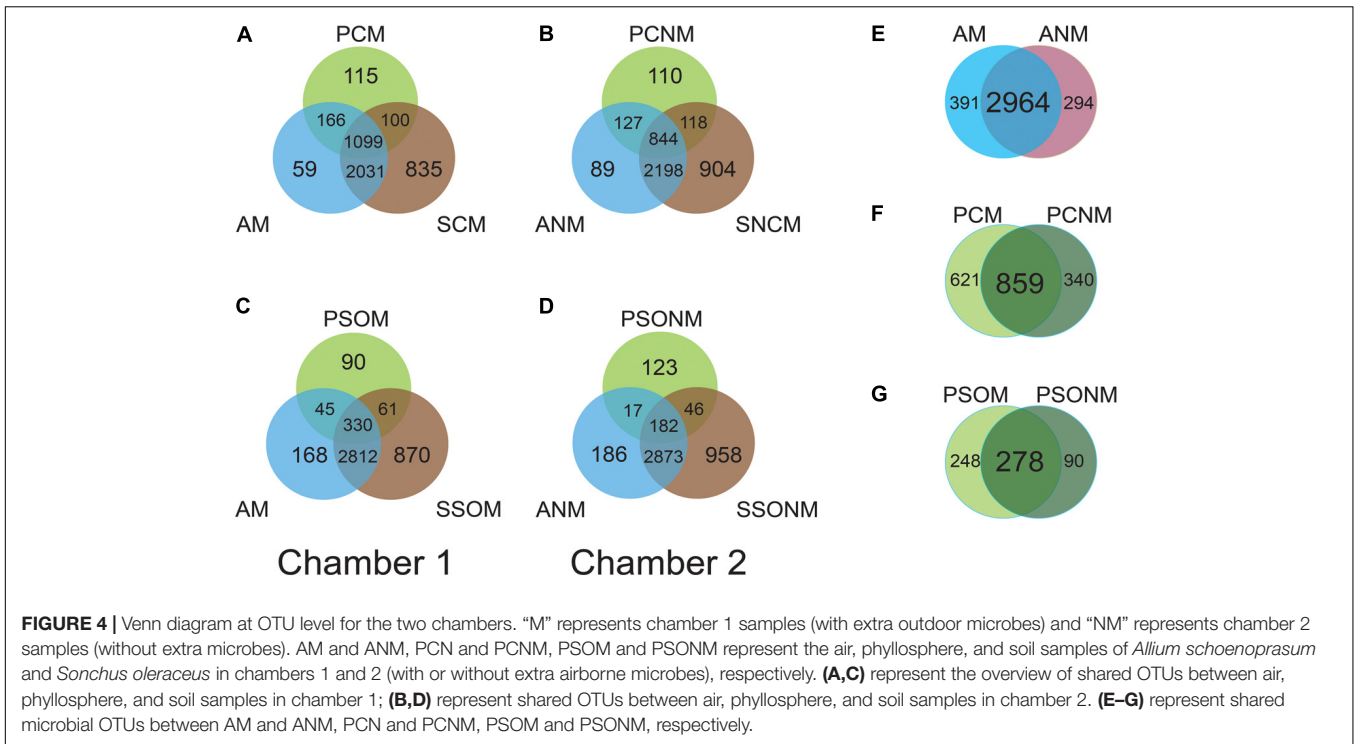 A
PCM
115
166
100
1099
59
2031
835
AM
SCM
B
PCNM
110
127
118
844
89
2198
904
ANM
SNCM
C
PSOM
90
45
61
330
168
2812
870
AM
SSOM
Chamber 1
D
PSONM
123
17
46
182
186
2873
958
ANM
SSONM
Chamber 2
E
AM
ANM
391
2964
294
F
PCM
PCNM
621
859
340
G
PSOM
PSONM
248
278
90
FIGURE 4 | Venn diagram at OTU level for the two chambers. “M” represents chamber 1 samples (with extra outdoor microbes) and “NM” represents chamber 2
samples (without extra microbes). AM and ANM, PCN and PCNM, PSOM and PSONM represent the air, phyllosphere, and soil samples of Allium schoenoprasum
and Sonchus oleraceus in chambers 1 and 2 (with or without extra airborne microbes), respectively. (A,C) represent the overview of shared OTUs between air,
phyllosphere, and soil samples in chamber 1; (B,D) represent shared OTUs between air, phyllosphere, and soil samples in chamber 2. (E–G) represent shared
microbial OTUs between AM and ANM, PCN and PCNM, PSOM and PSONM, respectively.